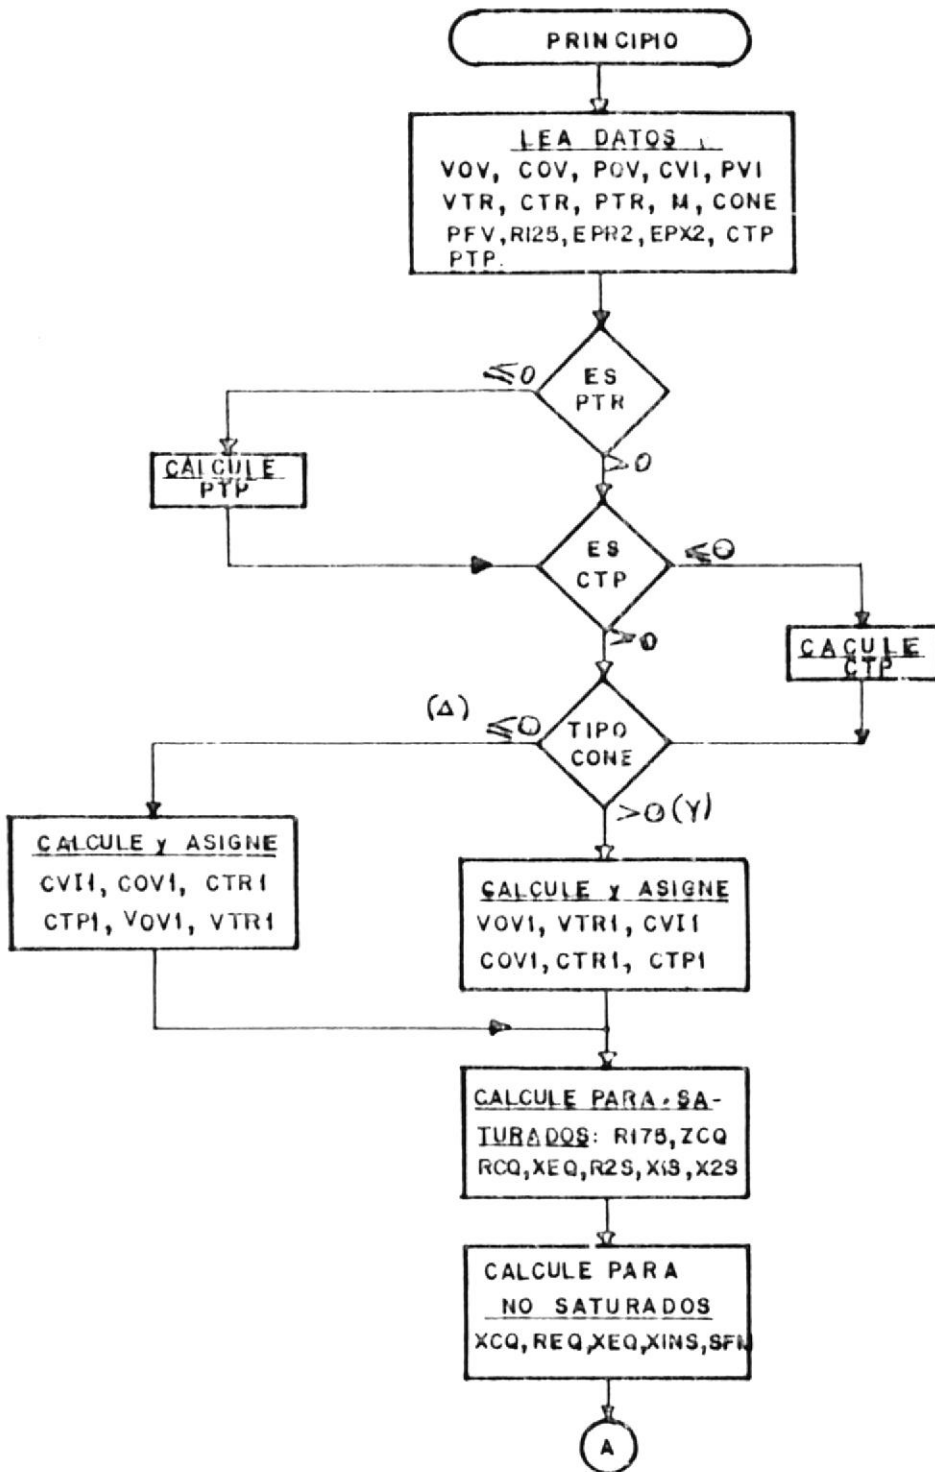 PRINCIPIO
LEA DATOS
VOV, COV, POV, CVI, PVI
VTR, CTR, PTR, M, CONE
PFV, R125, EPR2, EPX2, CTP
PTP.
ES
PTR
≤0
>0
CALCULE
PTP
ES
CTP
≤0
>0
CACULE
CTP
TIPO
CONE
(Δ)
≤0
>0(Y)
CALCULE y ASIGNE
CVI1, COV1, CTR1
CTP1, VOV1, VTR1
CALCULE y ASIGNE
VOV1, VTR1, CVI1
COV1, CTR1, CTP1
CALCULE PARA SA-
TURADOS: R175, ZCQ
RCQ, XEQ, R2S, X1S, X2S
CALCULE PARA
NO SATURADOS
XCQ, REQ, XEQ, XINS, SFN
A